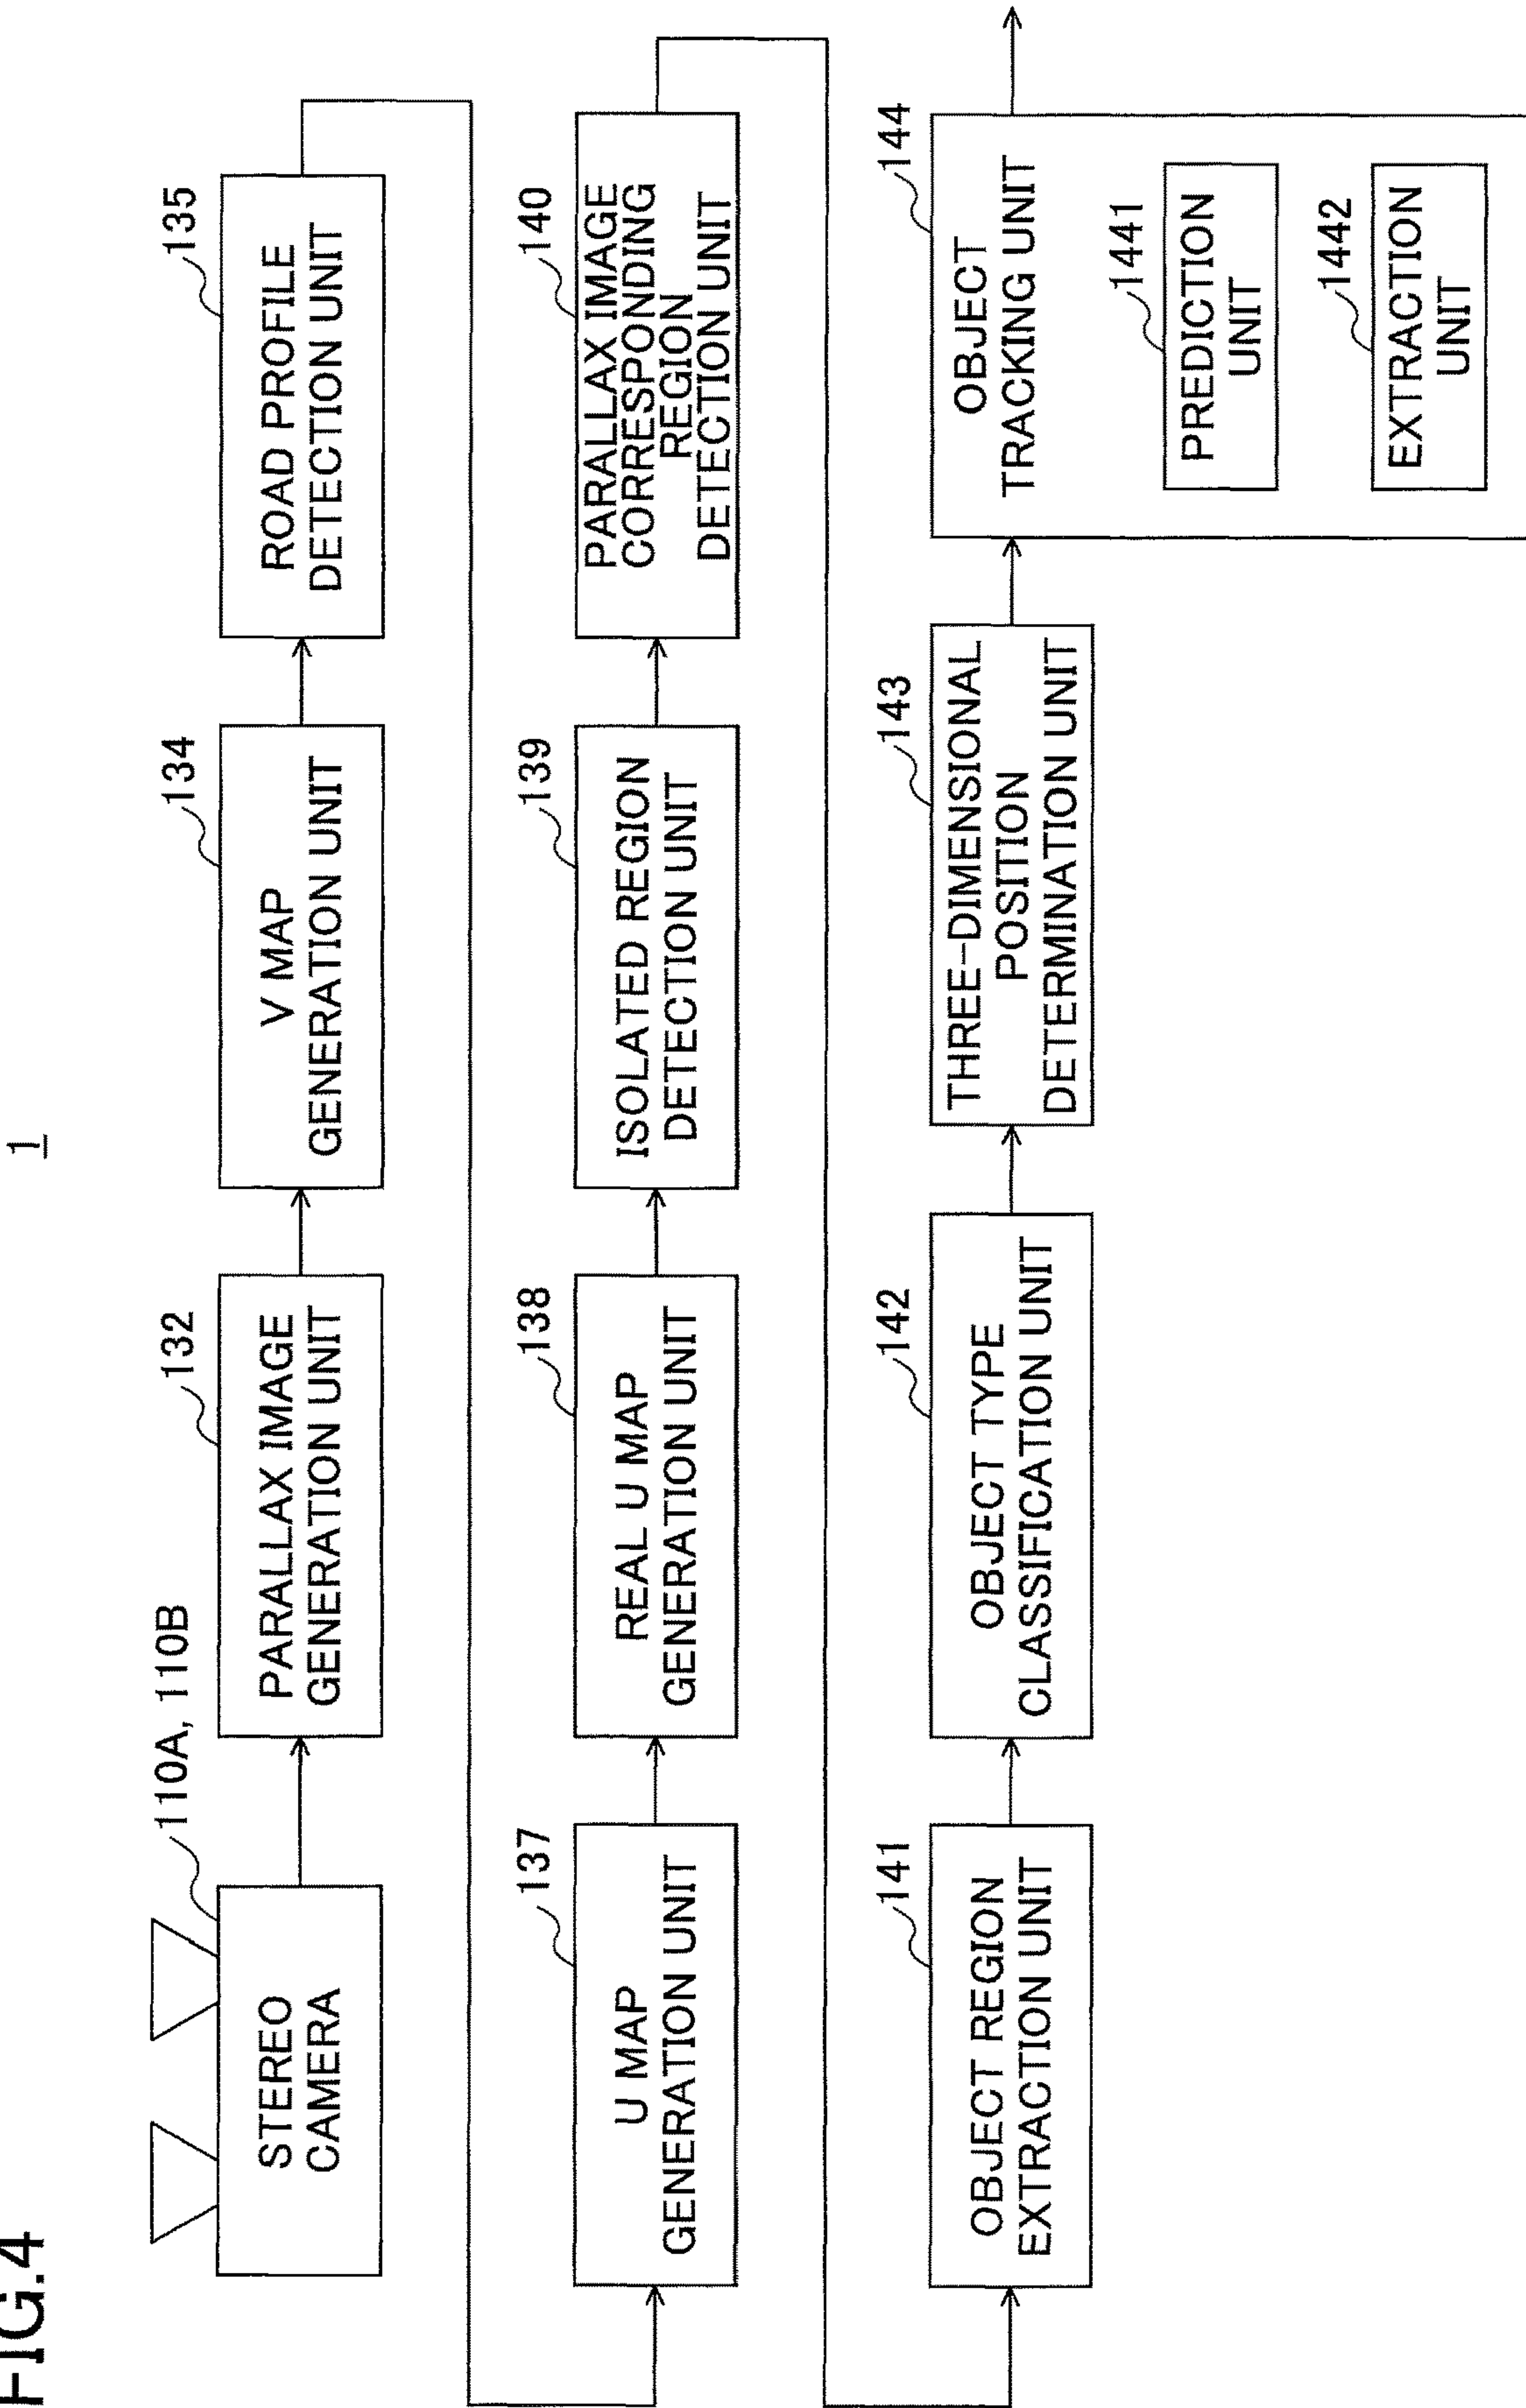 FIG.4
1
110A, 110B
STEREO
CAMERA
132
PARALLAX IMAGE
GENERATION UNIT
134
V MAP
GENERATION UNIT
135
ROAD PROFILE
DETECTION UNIT
137
U MAP
GENERATION UNIT
138
REAL U MAP
GENERATION UNIT
139
ISOLATED REGION
DETECTION UNIT
140
PARALLAX IMAGE
CORRESPONDING
REGION
DETECTION UNIT
141
OBJECT REGION
EXTRACTION UNIT
142
OBJECT TYPE
CLASSIFICATION UNIT
143
THREE-DIMENSIONAL
POSITION
DETERMINATION UNIT
144
OBJECT
TRACKING UNIT
1441
PREDICTION
UNIT
1442
EXTRACTION
UNIT